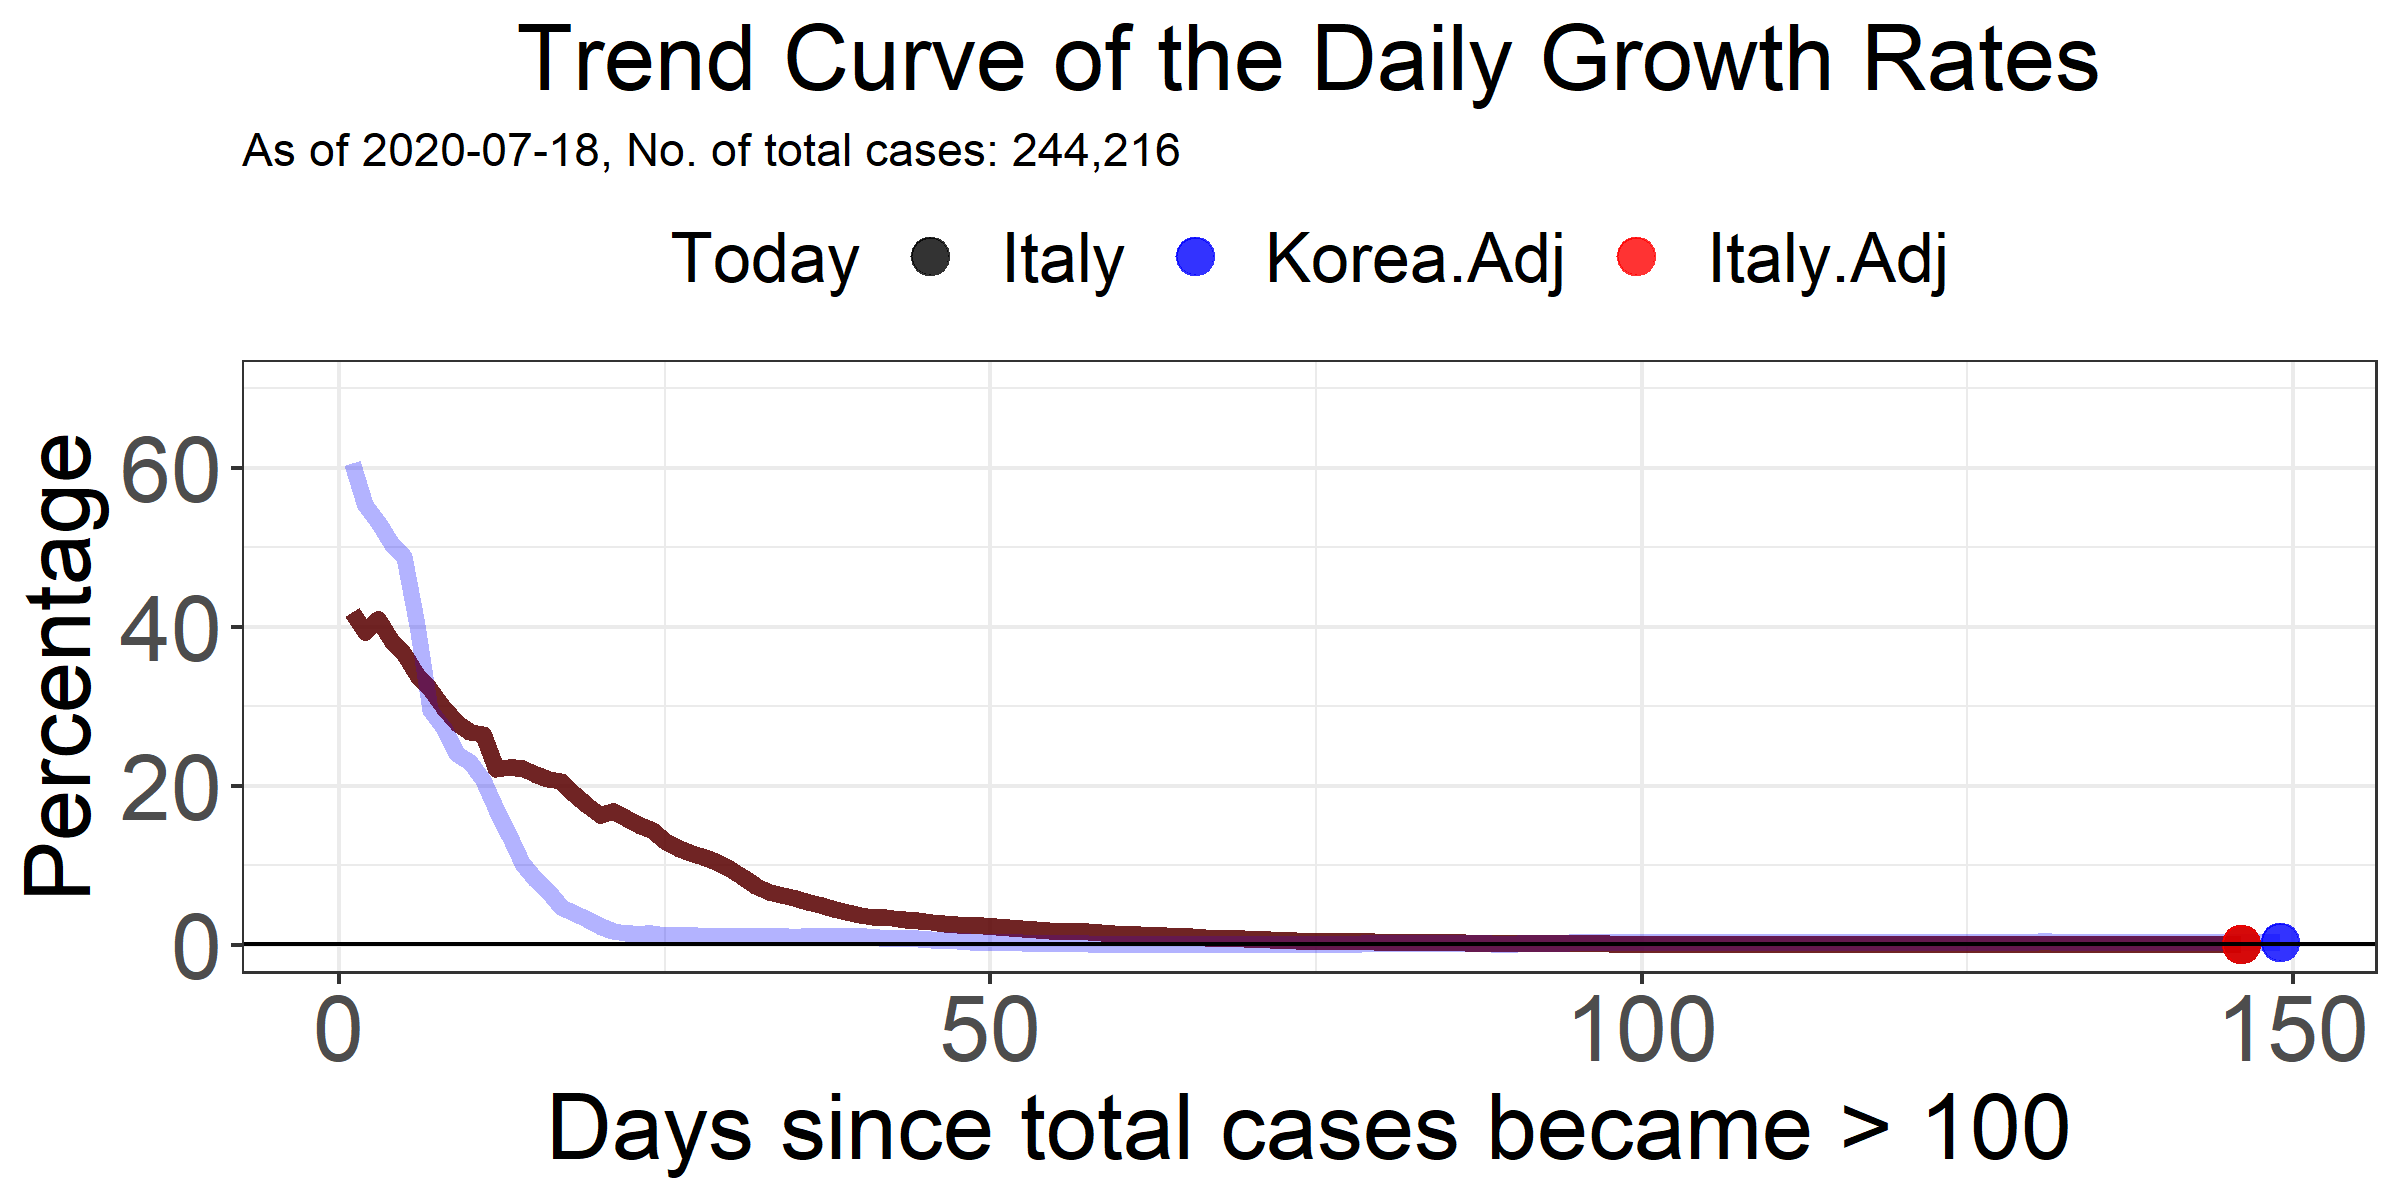 Trend Curve of the Daily Growth Rates
As of 2020-07-18, No. of total cases: 244,216
Today Italy Korea.Adj Italy.Adj
Percentage
60
40
20
0
0 50 100 150
Days since total cases became > 100